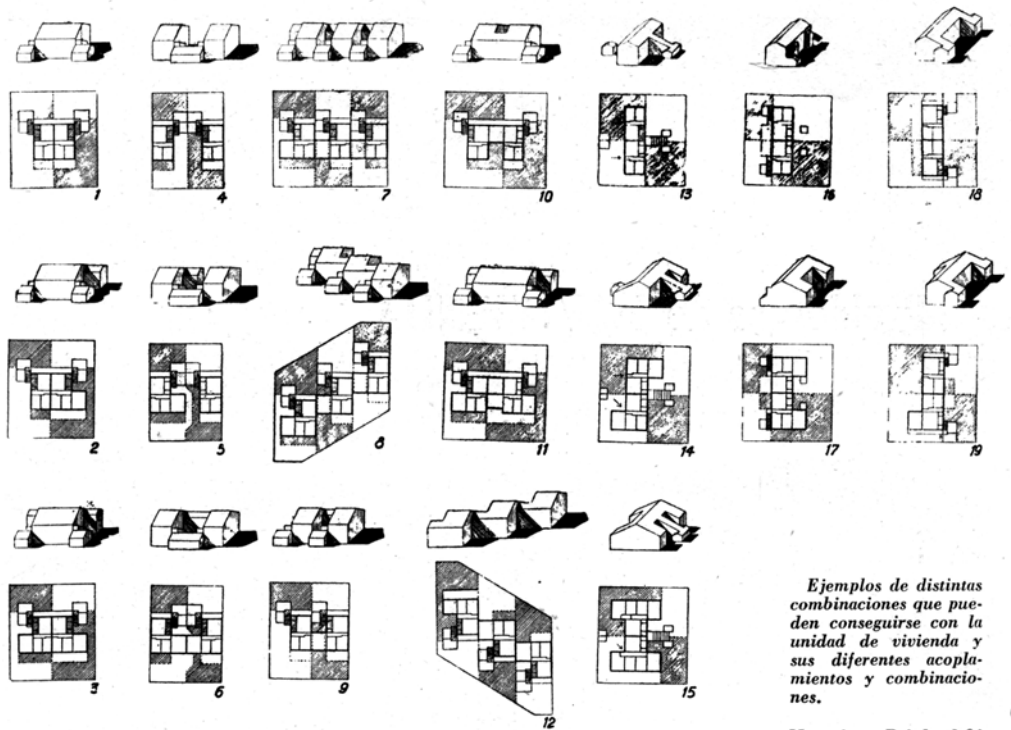 1
4
7
10
13
16
18
2
5
8
11
14
17
19
3
6
9
12
15
Ejemplos de distintas
combinaciones que pue-
den conseguirse con la
unidad de vivienda y
sus diferentes acopla-
mientos y combinacio-
nes.